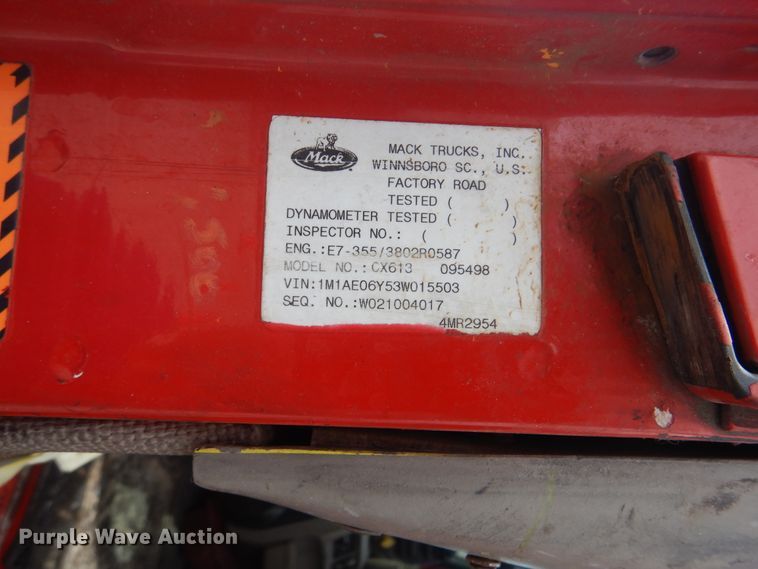 Mack
MACK TRUCKS, INC.
WINNSBORO SC., U.S.
FACTORY ROAD
TESTED ( )
DYNAMOMETER TESTED ( )
INSPECTOR NO.: ( )
ENG.:E7-355/3802R0587
MODEL NO.:CX613 095498
VIN:1M1AE06Y53W015503
SEQ. NO.:W021004017
4MR2954
Purple Wave Auction